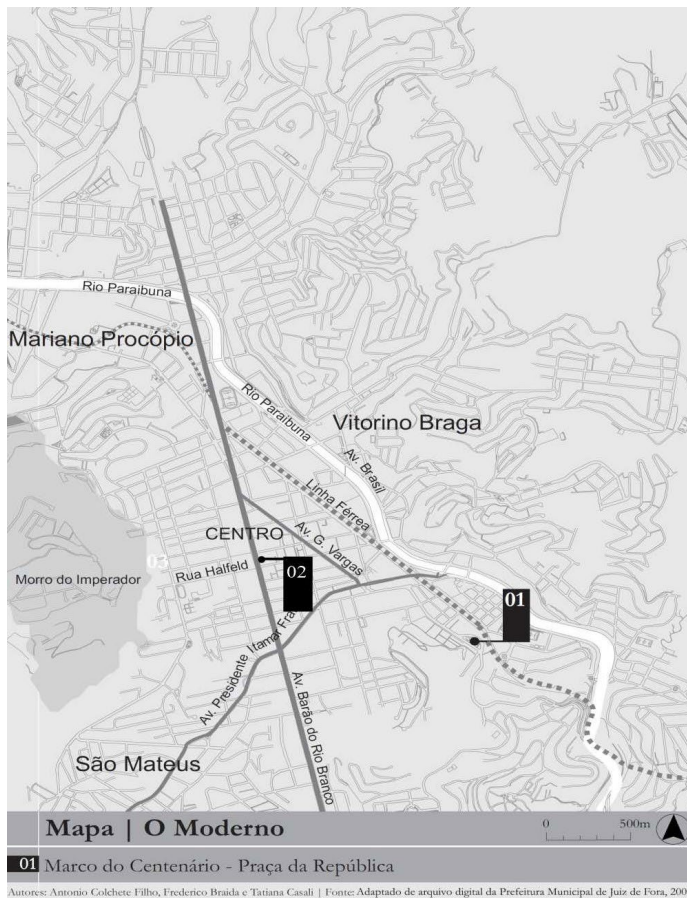 Rio Paraibuna
Mariano Procópio
Rio Paraibuna
Vitorino Braga
Av. Brasil
Linha Férrea
CENTRO
Av. G. Vargas
03
Rua Halfeld
02
Morro do Imperador
01
Av. Presidente Itamar Fra
Av. Barão do Rio Branco
São Mateus
Mapa | O Moderno
0 500m
01 Marco do Centenário - Praça da República
Autores: Antonio Colchete Filho, Frederico Braida e Tatiana Casali | Fonte: Adaptado de arquivo digital da Prefeitura Municipal de Juiz de Fora, 200